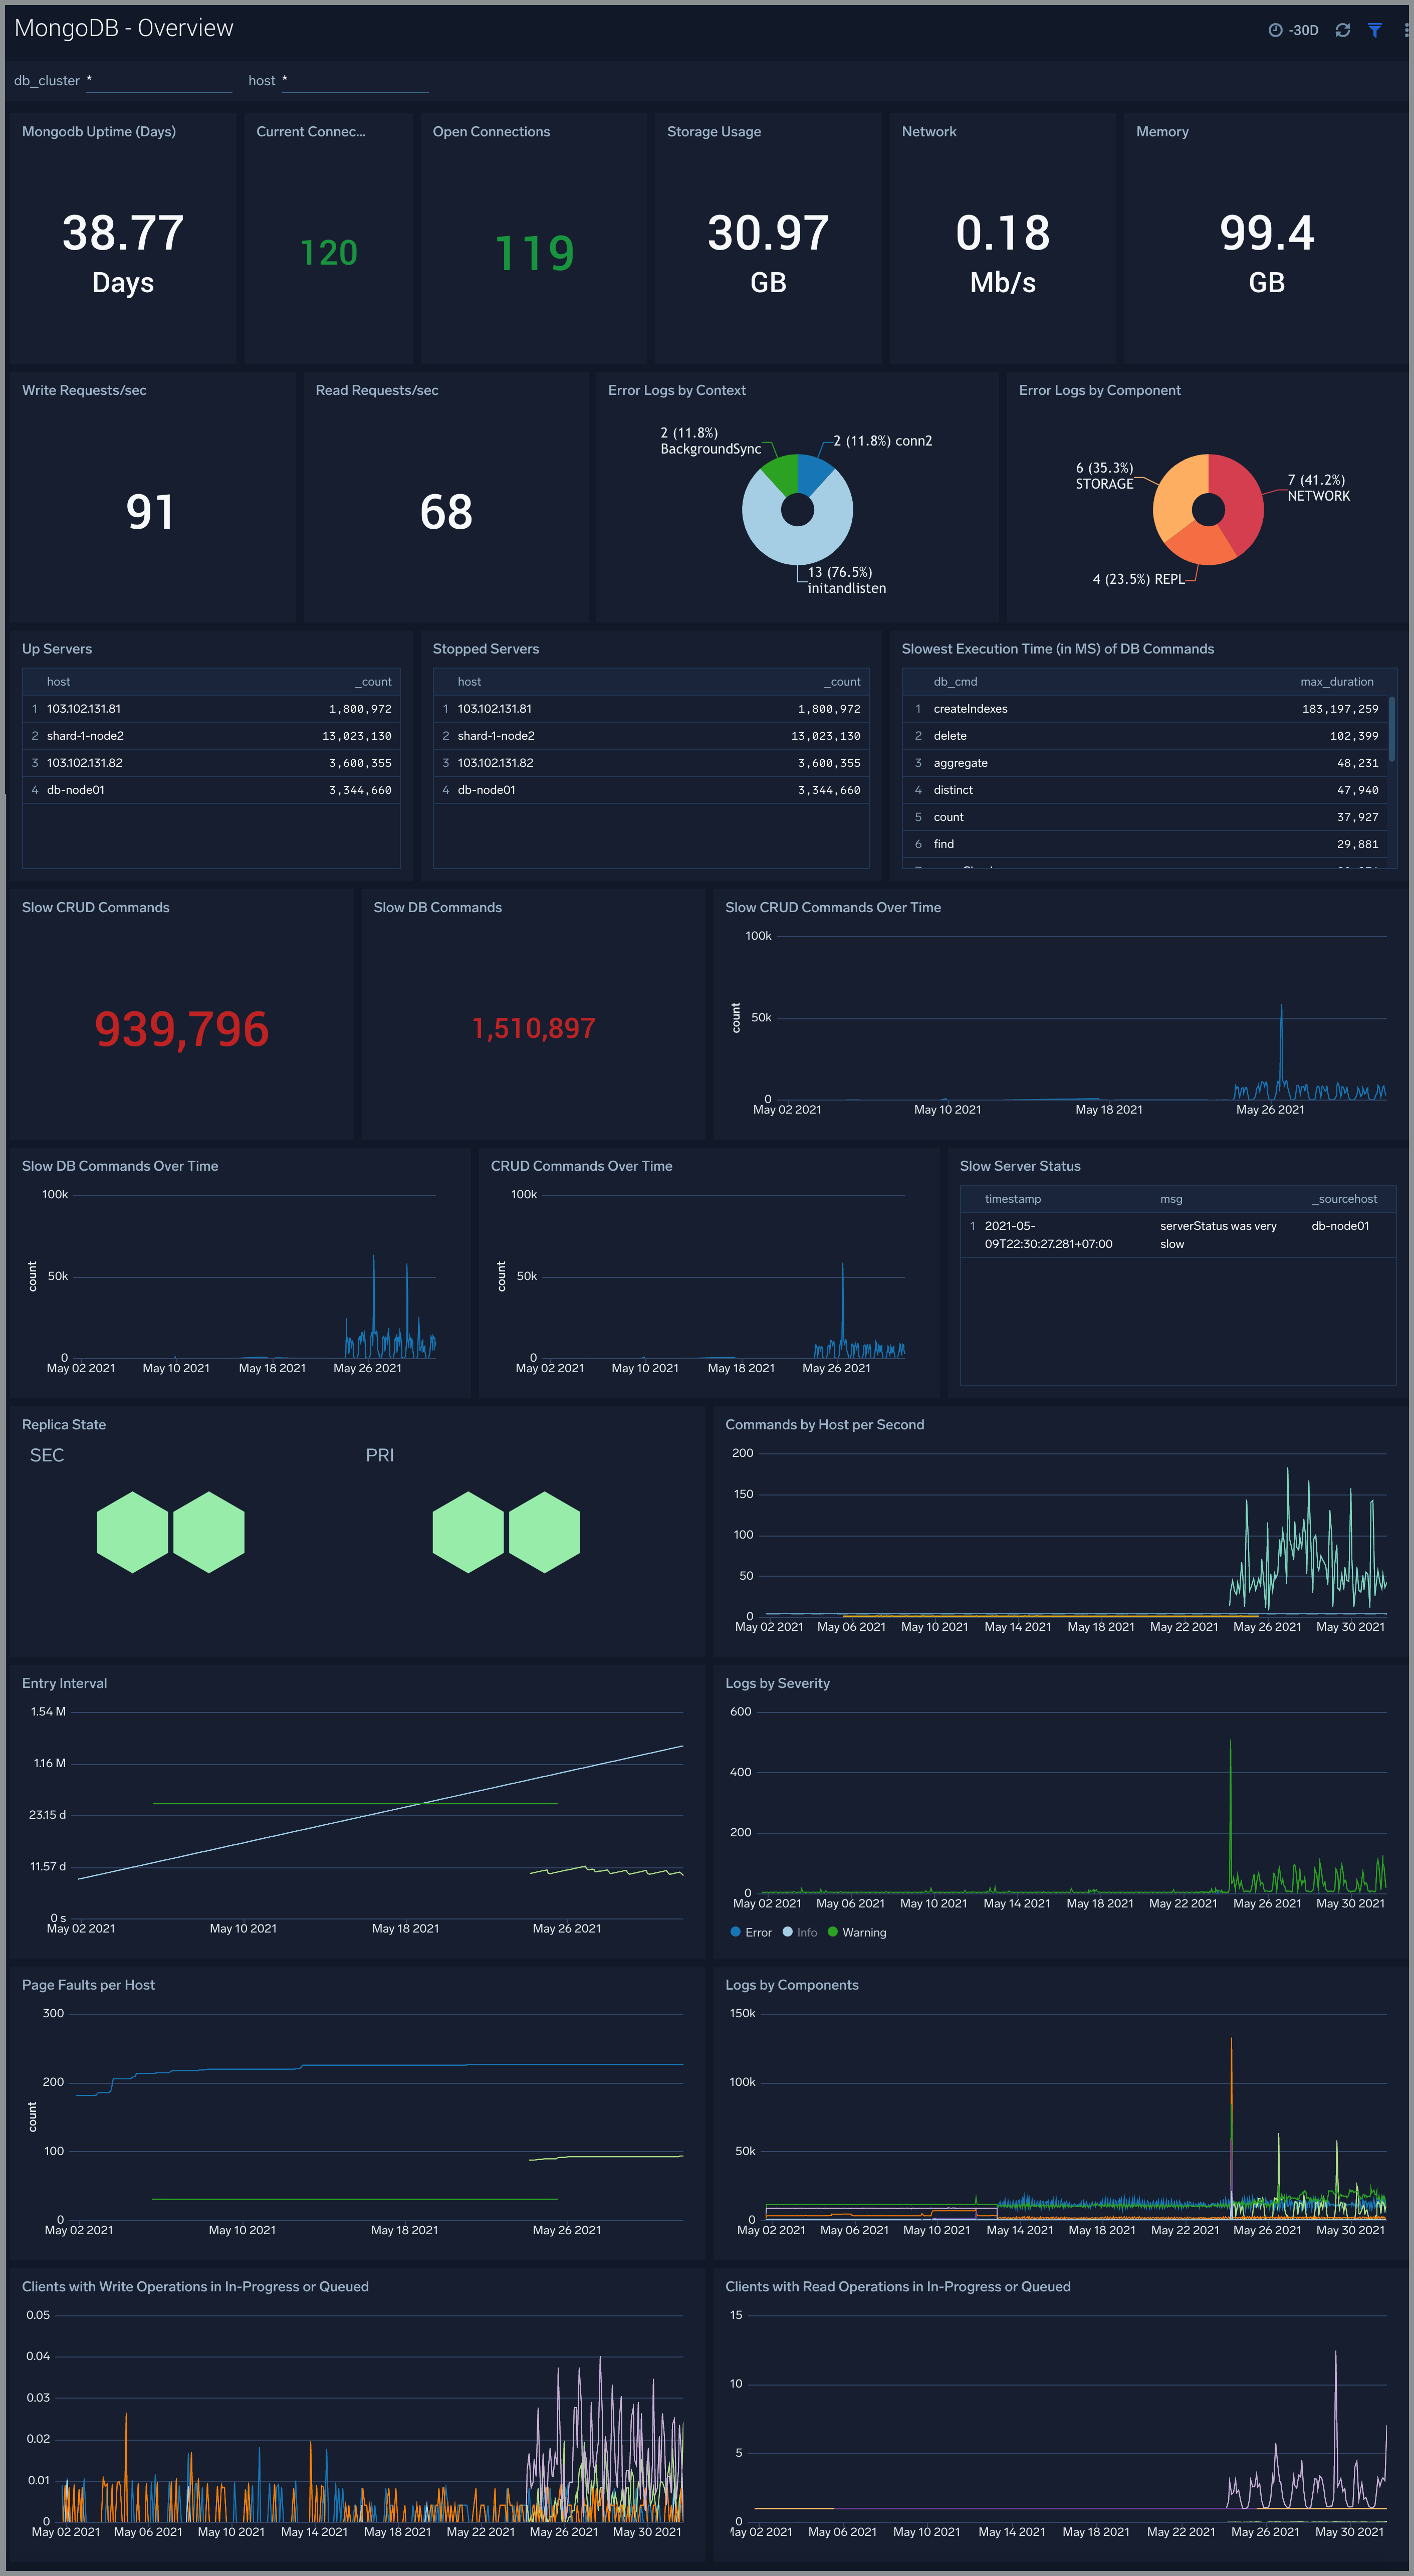 MongoDB - Overview
-30D
db_cluster *
host *
Mongodb Uptime (Days)
38.77
Days
Current Connec...
120
Open Connections
119
Storage Usage
30.97
GB
Network
0.18
Mb/s
Memory
99.4
GB
Write Requests/sec
91
Read Requests/sec
68
Error Logs by Context
2 (11.8%)
BackgroundSync
2 (11.8%) conn2
13 (76.5%)
initandlisten
Error Logs by Component
6 (35.3%)
STORAGE
7 (41.2%)
NETWORK
4 (23.5%) REPL
Up Servers
host _count
1 103.102.131.81 1,800,972
2 shard-1-node2 13,023,130
3 103.102.131.82 3,600,355
4 db-node01 3,344,660
Stopped Servers
host _count
1 103.102.131.81 1,800,972
2 shard-1-node2 13,023,130
3 103.102.131.82 3,600,355
4 db-node01 3,344,660
Slowest Execution Time (in MS) of DB Commands
db_cmd max_duration
1 createIndexes 183,197,259
2 delete 102,399
3 aggregate 48,231
4 distinct 47,940
5 count 37,927
6 find 29,881
Slow CRUD Commands
939,796
Slow DB Commands
1,510,897
Slow CRUD Commands Over Time
100k
50k
0
count
May 02 2021 May 10 2021 May 18 2021 May 26 2021
Slow DB Commands Over Time
100k
50k
0
count
May 02 2021 May 10 2021 May 18 2021 May 26 2021
CRUD Commands Over Time
100k
50k
0
count
May 02 2021 May 10 2021 May 18 2021 May 26 2021
Slow Server Status
timestamp msg _sourcehost
1 2021-05- serverStatus was very db-node01
09T22:30:27.281+07:00 slow
Replica State
SEC PRI
Commands by Host per Second
200
150
100
50
0
May 02 2021 May 06 2021 May 10 2021 May 14 2021 May 18 2021 May 22 2021 May 26 2021 May 30 2021
Entry Interval
1.54 M
1.16 M
23.15 d
11.57 d
0 s
May 02 2021 May 10 2021 May 18 2021 May 26 2021
Logs by Severity
600
400
200
0
May 02 2021 May 06 2021 May 10 2021 May 14 2021 May 18 2021 May 22 2021 May 26 2021 May 30 2021
Error Info Warning
Page Faults per Host
300
200
100
0
count
May 02 2021 May 10 2021 May 18 2021 May 26 2021
Logs by Components
150k
100k
50k
0
May 02 2021 May 06 2021 May 10 2021 May 14 2021 May 18 2021 May 22 2021 May 26 2021 May 30 2021
Clients with Write Operations in In-Progress or Queued
0.05
0.04
0.03
0.02
0.01
0
May 02 2021 May 06 2021 May 10 2021 May 14 2021 May 18 2021 May 22 2021 May 26 2021 May 30 2021
Clients with Read Operations in In-Progress or Queued
15
10
5
0
May 02 2021 May 06 2021 May 10 2021 May 14 2021 May 18 2021 May 22 2021 May 26 2021 May 30 2021